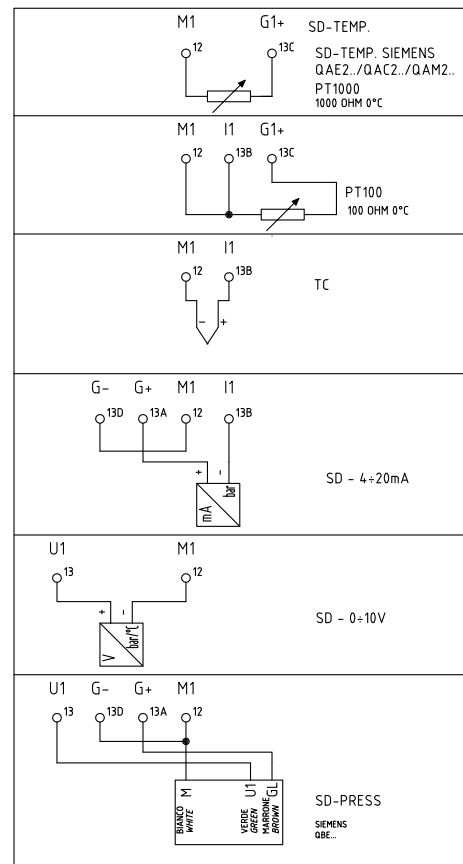 M1 G1+ SD-TEMP.
12 13C SD-TEMP. SIEMENS
QAE2../QAC2../QAM2..
PT1000
1000 OHM 0°C
M1 I1 G1+
12 13B 13C
PT100
100 OHM 0°C
M1 I1
12 13B
TC
- +
G- G+ M1 I1
13D 13A 12 13B
+ -
mA bar
SD - 4÷20mA
U1 M1
13 12
+ -
V bar/°C
SD - 0÷10V
U1 G- G+ M1
13 13D 13A 12
M U1 GL
BIANCO VERDE MARRONE
WHITE GREEN BROWN
SD-PRESS
SIEMENS
QBE...